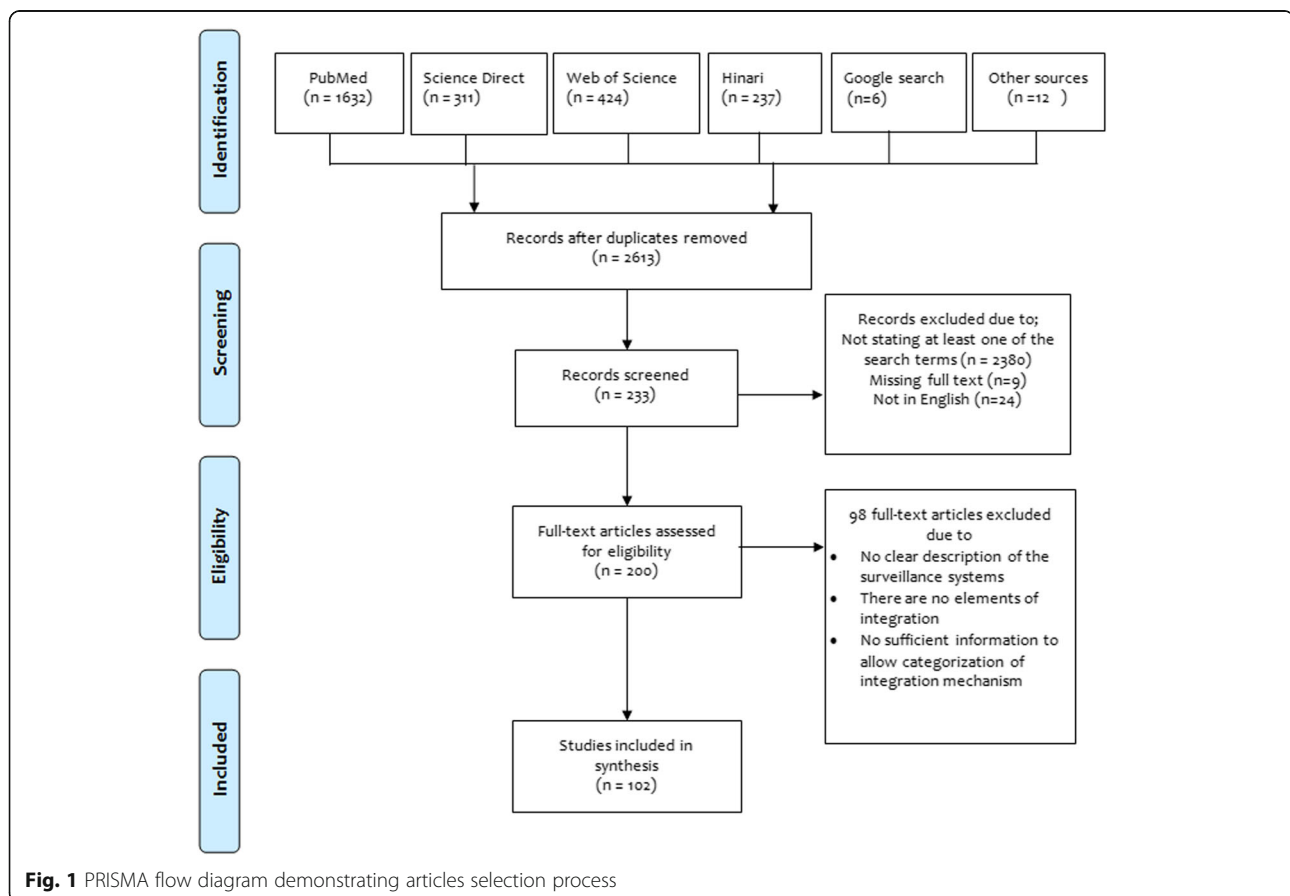 Identification
PubMed
(n = 1632)
Science Direct
(n = 311)
Web of Science
(n = 424)
Hinari
(n = 237)
Google search
(n=6)
Other sources
(n =12 )
Records after duplicates removed
(n = 2613)
Screening
Records screened
(n = 233)
Records excluded due to;
Not stating at least one of the
search terms (n = 2380)
Missing full text (n=9)
Not in English (n=24)
Eligibility
Full-text articles assessed
for eligibility
(n = 200)
98 full-text articles excluded
due to
• No clear description of the
surveillance systems
• There are no elements of
integration
• No sufficient information to
allow categorization of
integration mechanism
Included
Studies included in
synthesis
(n = 102)
Fig. 1 PRISMA flow diagram demonstrating articles selection process